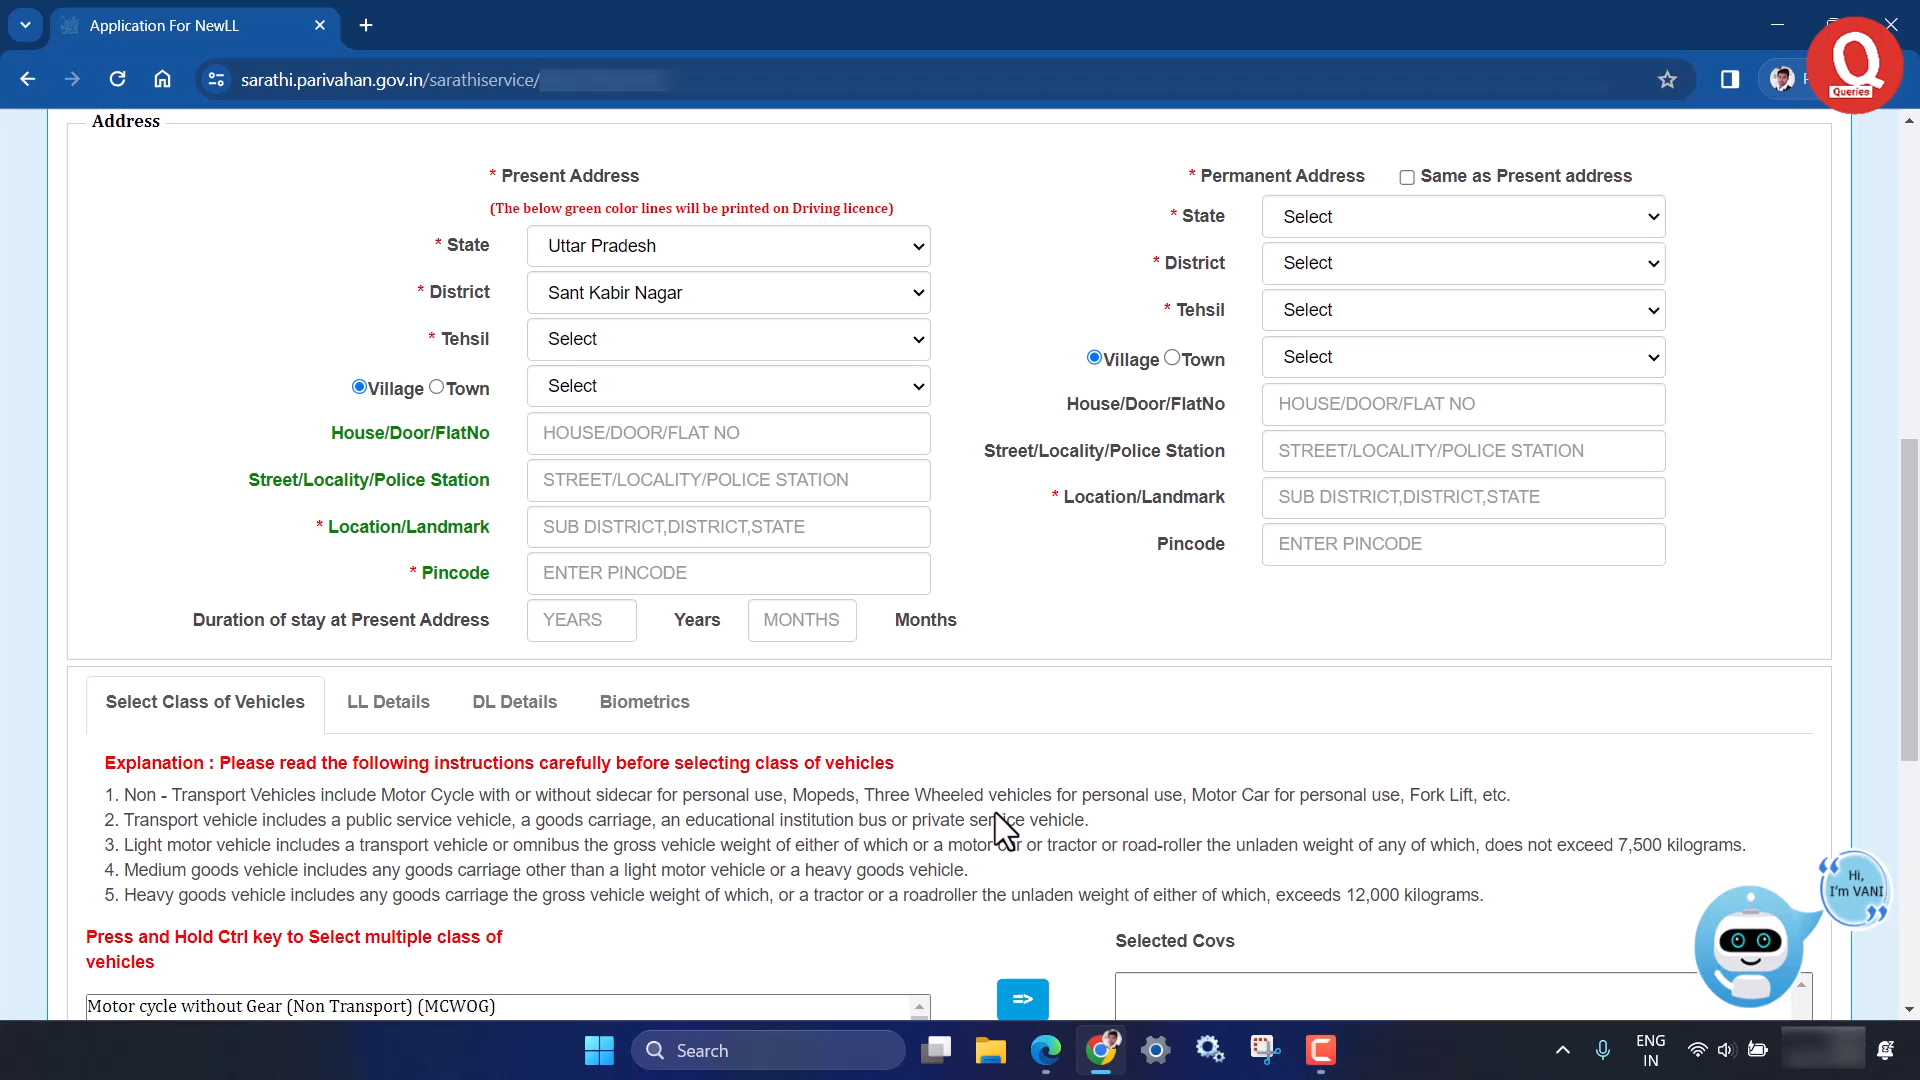 Application For NewLL
sarathi.parivahan.gov.in/sarathiservice/
Queries
Address
* Present Address
(The below green color lines will be printed on Driving licence)
* State Uttar Pradesh
* District Sant Kabir Nagar
* Tehsil Select
Village Town Select
House/Door/FlatNo HOUSE/DOOR/FLAT NO
Street/Locality/Police Station STREET/LOCALITY/POLICE STATION
* Location/Landmark SUB DISTRICT,DISTRICT,STATE
* Pincode ENTER PINCODE
Duration of stay at Present Address YEARS Years MONTHS Months
* Permanent Address Same as Present address
* State Select
* District Select
* Tehsil Select
Village Town Select
House/Door/FlatNo HOUSE/DOOR/FLAT NO
Street/Locality/Police Station STREET/LOCALITY/POLICE STATION
* Location/Landmark SUB DISTRICT,DISTRICT,STATE
Pincode ENTER PINCODE
Select Class of Vehicles LL Details DL Details Biometrics
Explanation : Please read the following instructions carefully before selecting class of vehicles
1. Non - Transport Vehicles include Motor Cycle with or without sidecar for personal use, Mopeds, Three Wheeled vehicles for personal use, Motor Car for personal use, Fork Lift, etc.
2. Transport vehicle includes a public service vehicle, a goods carriage, an educational institution bus or private service vehicle.
3. Light motor vehicle includes a transport vehicle or omnibus the gross vehicle weight of either of which or a motor car or tractor or road-roller the unladen weight of any of which, does not exceed 7,500 kilograms.
4. Medium goods vehicle includes any goods carriage other than a light motor vehicle or a heavy goods vehicle.
5. Heavy goods vehicle includes any goods carriage the gross vehicle weight of which, or a tractor or a roadroller the unladen weight of either of which, exceeds 12,000 kilograms.
Press and Hold Ctrl key to Select multiple class of
vehicles
Motor cycle without Gear (Non Transport) (MCWOG)
=>
Selected Covs
Hi,
I'm VANI
Search
ENG
IN